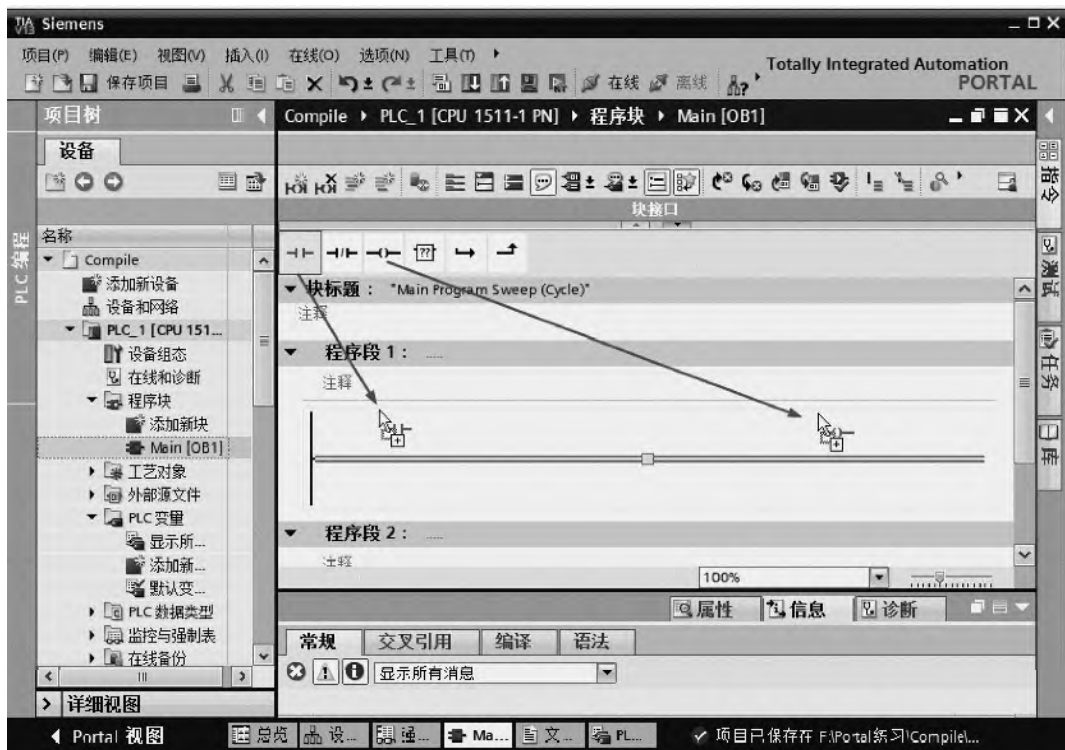 TIA V13 Siemens
项目(P) 编辑(E) 视图(V) 插入(I) 在线(O) 选项(N) 工具(T)
保存项目 在线 离线
Totally Integrated Automation
PORTAL
项目树
Compile PLC_1 [CPU 1511-1 PN] 程序块 Main [OB1]
设备
块接口
PLC 编程
名称
Compile
添加新设备
设备和网络
PLC_1 [CPU 151...
设备组态
在线和诊断
程序块
添加新块
Main [OB1]
工艺对象
外部源文件
PLC 变量
显示所...
添加新...
默认变...
PLC 数据类型
监控与强制表
在线备份
详细视图
??
块标题: "Main Program Sweep (Cycle)"
注释
程序段 1: .....
注释
程序段 2: .....
注释
100%
属性 信息 诊断
常规 交叉引用 编译 语法
显示所有消息
指令
测试
任务
库
Portal 视图 总览 设... 通... Ma... 文... PL... 项目已保存在 F:\Portal练习\Compile\...